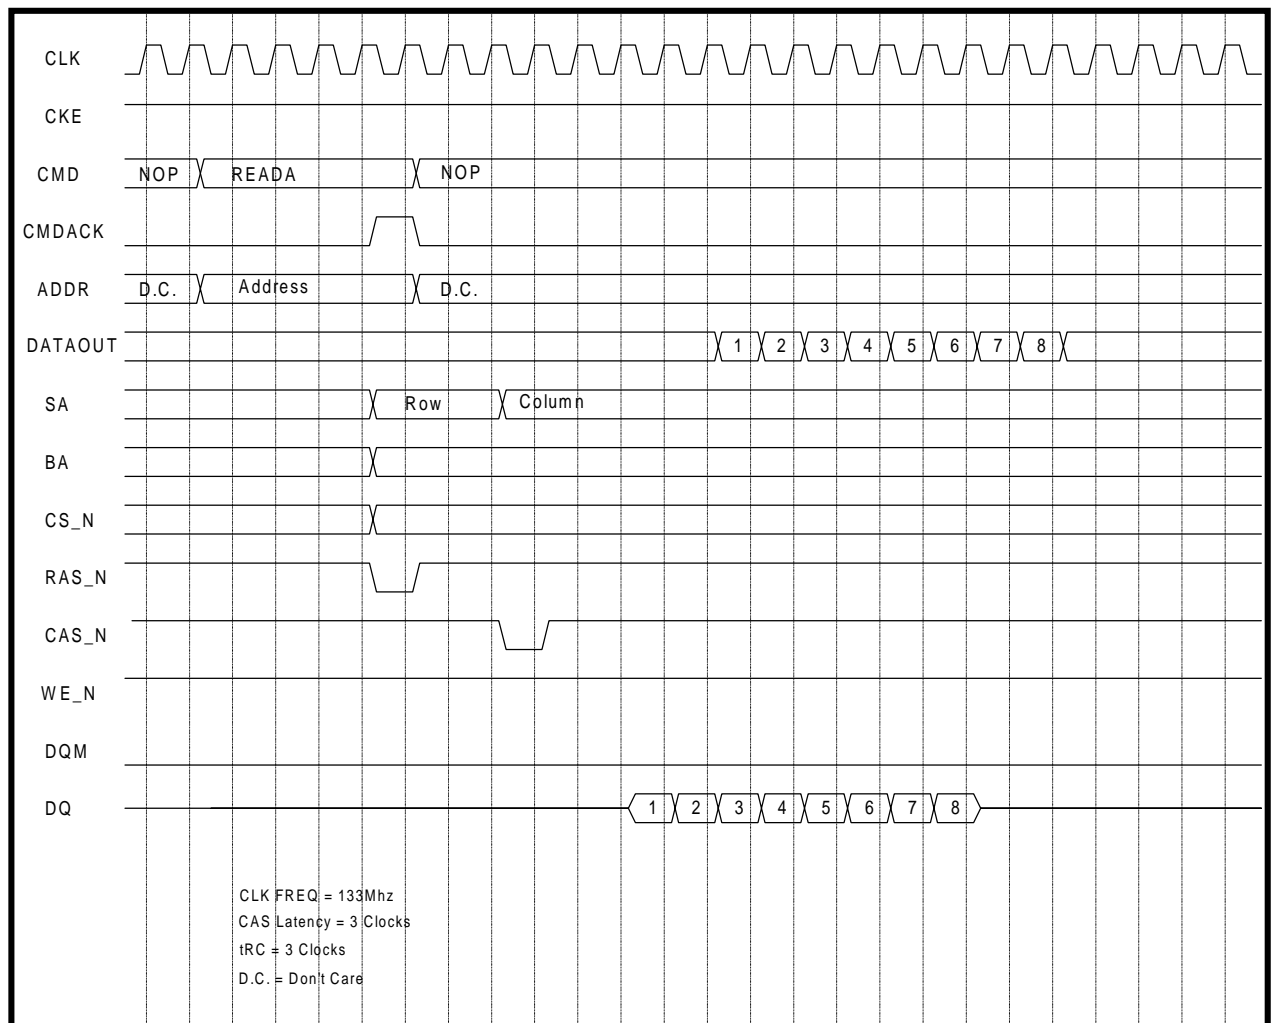 CLK
CKE
CMD NOP READA NOP
CMDACK
ADDR D.C. Address D.C.
DATAOUT 1 2 3 4 5 6 7 8
SA Row Column
BA
CS_N
RAS_N
CAS_N
WE_N
DQM
DQ 1 2 3 4 5 6 7 8
CLK FREQ = 133Mhz
CAS Latency = 3 Clocks
tRC = 3 Clocks
D.C. = Don't Care